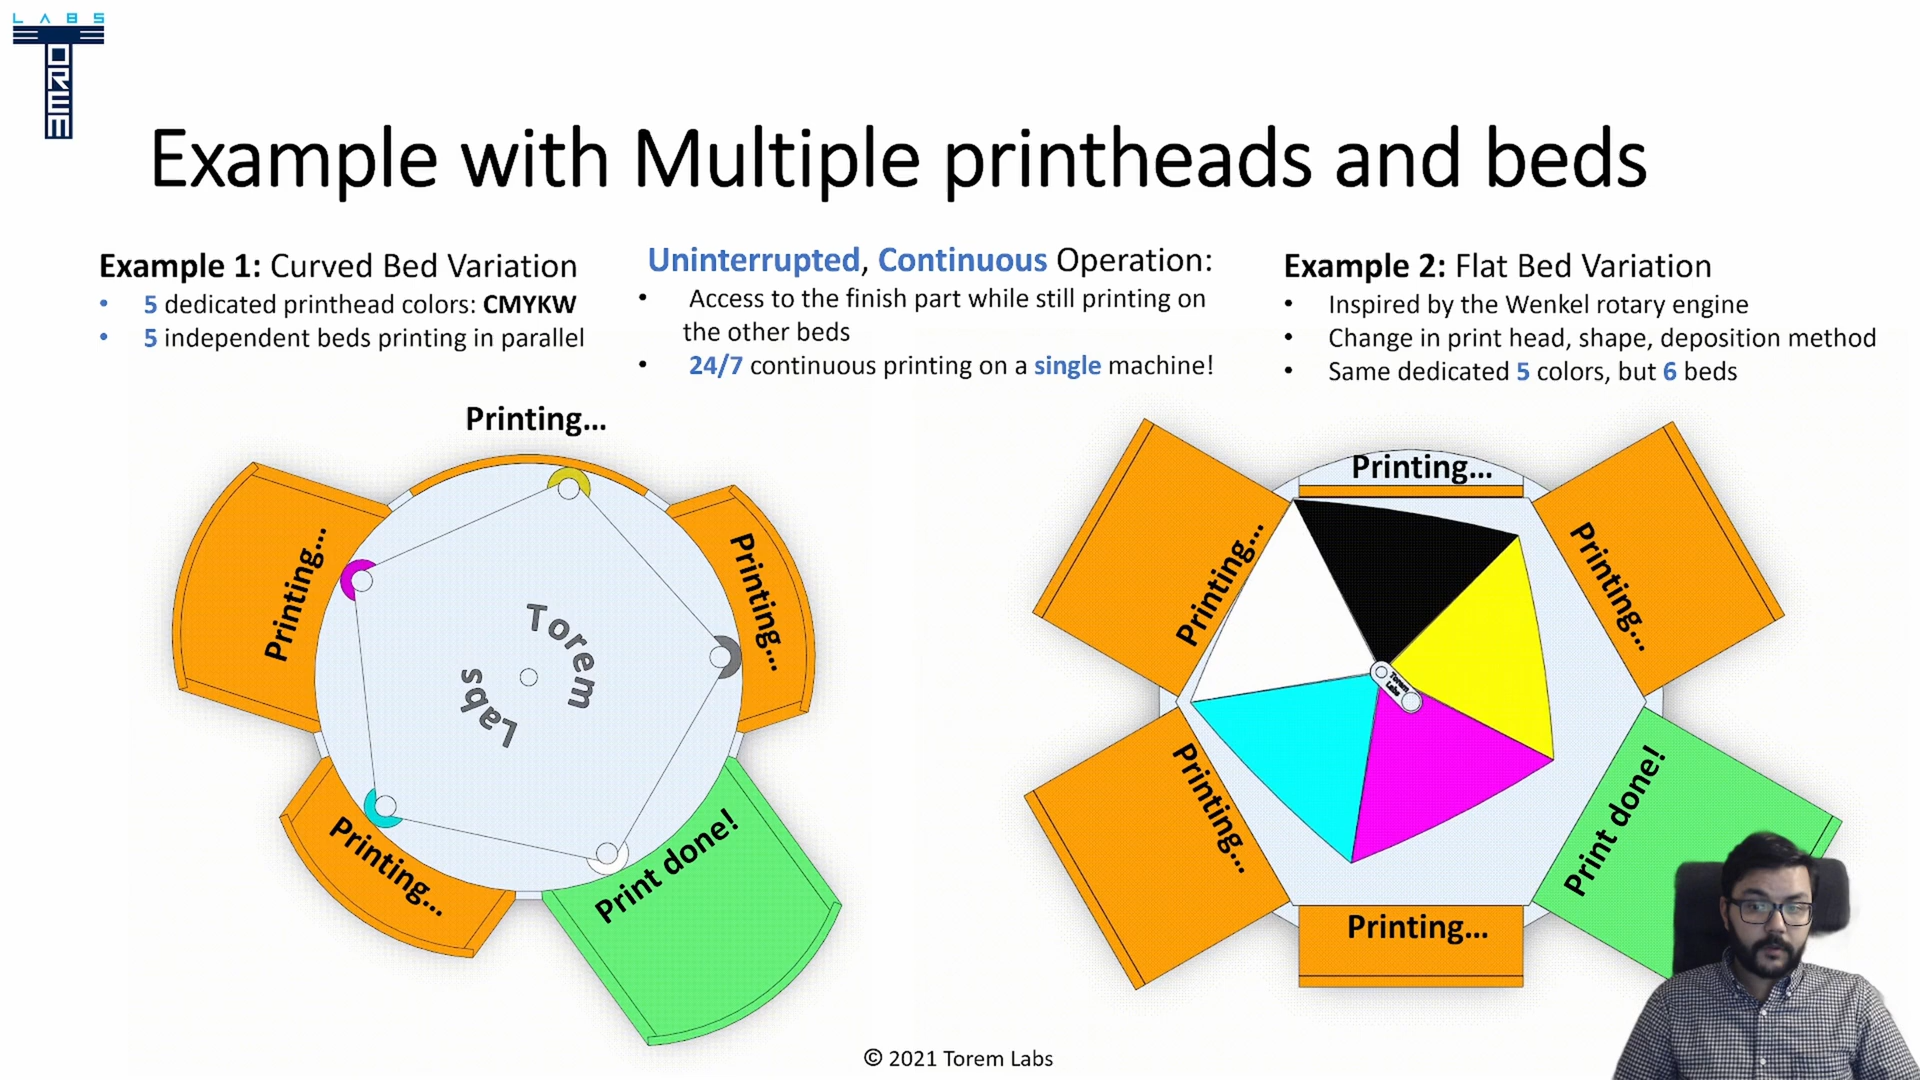 LABS
TOREM
Example with Multiple printheads and beds
Example 1: Curved Bed Variation
• 5 dedicated printhead colors: CMYKW
• 5 independent beds printing in parallel
Uninterrupted, Continuous Operation:
• Access to the finish part while still printing on
the other beds
• 24/7 continuous printing on a single machine!
Example 2: Flat Bed Variation
• Inspired by the Wenkel rotary engine
• Change in print head, shape, deposition method
• Same dedicated 5 colors, but 6 beds
Printing...
Printing...
Printing...
Torem
Labs
Printing...
Print done!
Printing...
Printing...
Printing...
Torem
Labs
Printing...
Print done!
Printing...
© 2021 Torem Labs